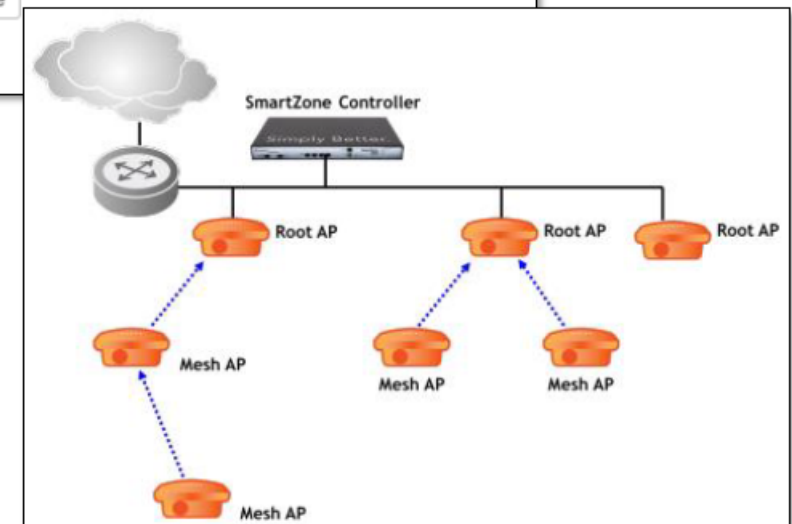 SmartZone Controller
Simply Better.
Root AP
Root AP
Root AP
Mesh AP
Mesh AP
Mesh AP
Mesh AP